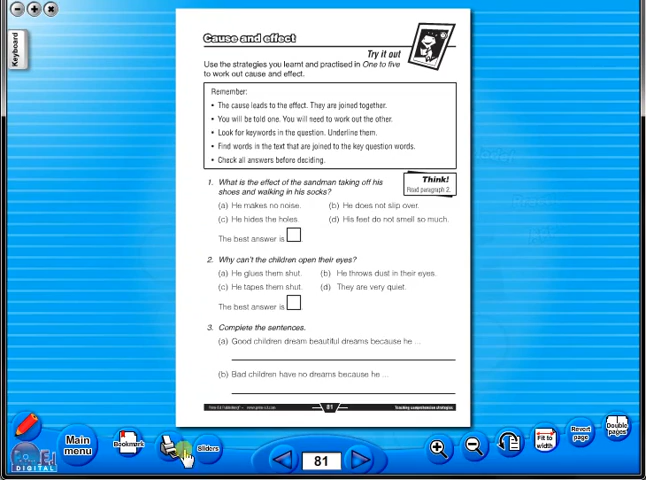 Keyboard
Cause and effect
Try it out
Use the strategies you learnt and practised in One to five
to work out cause and effect.
Remember:
• The cause leads to the effect. They are joined together.
• You will be told one. You will need to work out the other.
• Look for keywords in the question. Underline them.
• Find words in the text that are joined to the key question words.
• Check all answers before deciding.
Think!
Read paragraph 2.
1. What is the effect of the sandman taking off his
shoes and walking in his socks?
(a) He makes no noise. (b) He does not slip over.
(c) He hides the holes (d) His feet do not smell so much.
The best answer is
2. Why can't the children open their eyes?
(a) He glues them shut. (b) He throws dust in their eyes.
(c) He tapes them shut (d) They are very quiet.
The best answer is
3. Complete the sentences.
(a) Good children dream beautiful dreams because he ...
(b) Bad children have no dreams because he ...
81
Teaching comprehension strategies
DIGITAL
Main
menu
Bookmark
Sliders
81
Fit to
width
Revert
page
Double
pages